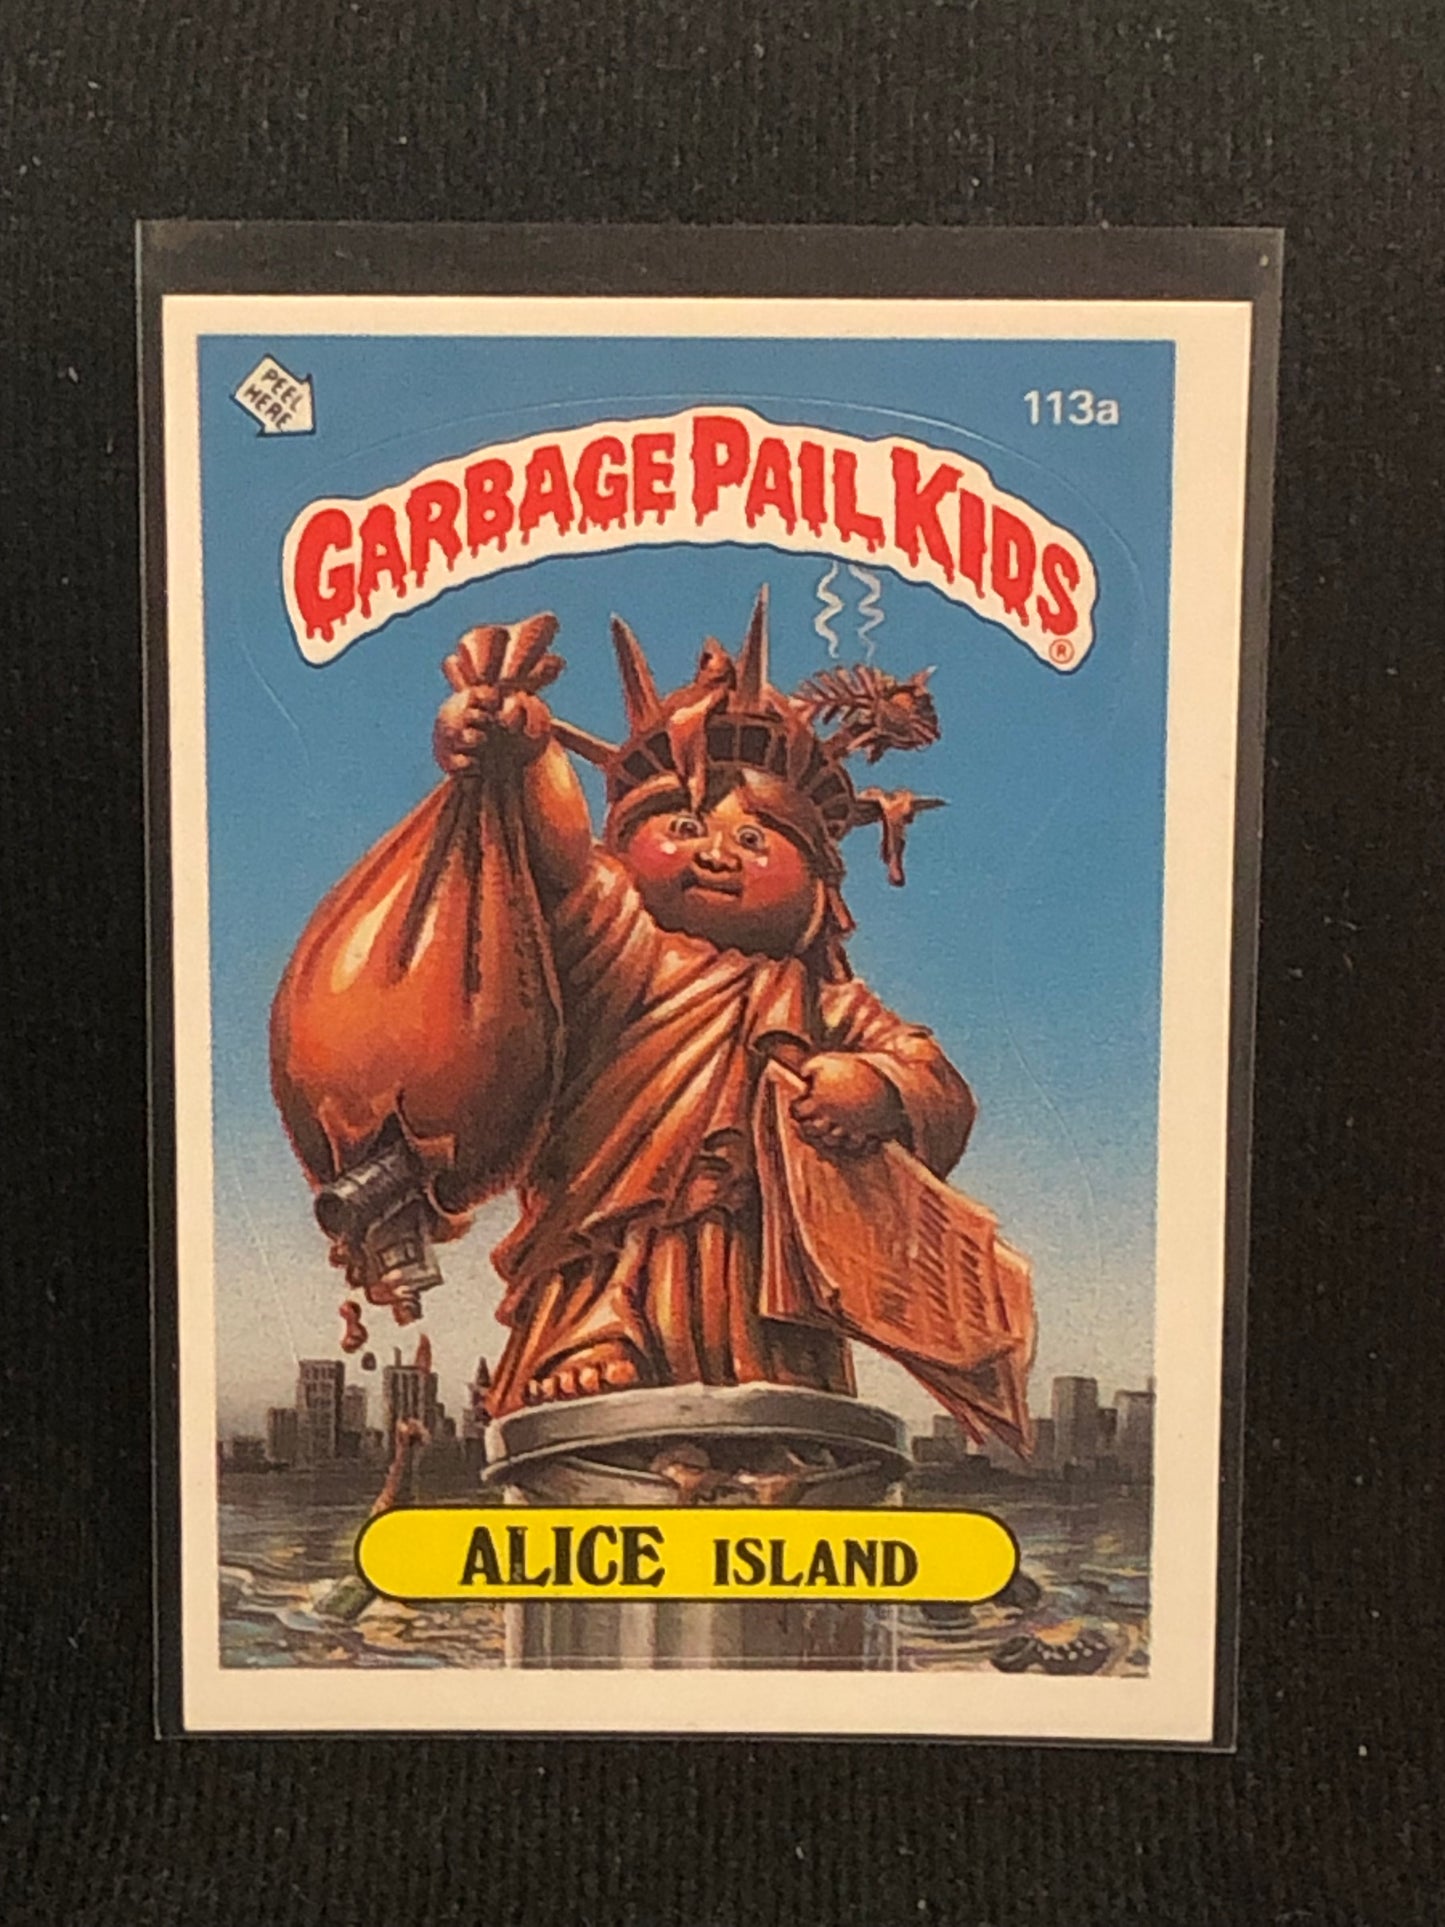 PEEL
HERE
113a
GARBAGE PAIL KIDS
®
ALICE ISLAND